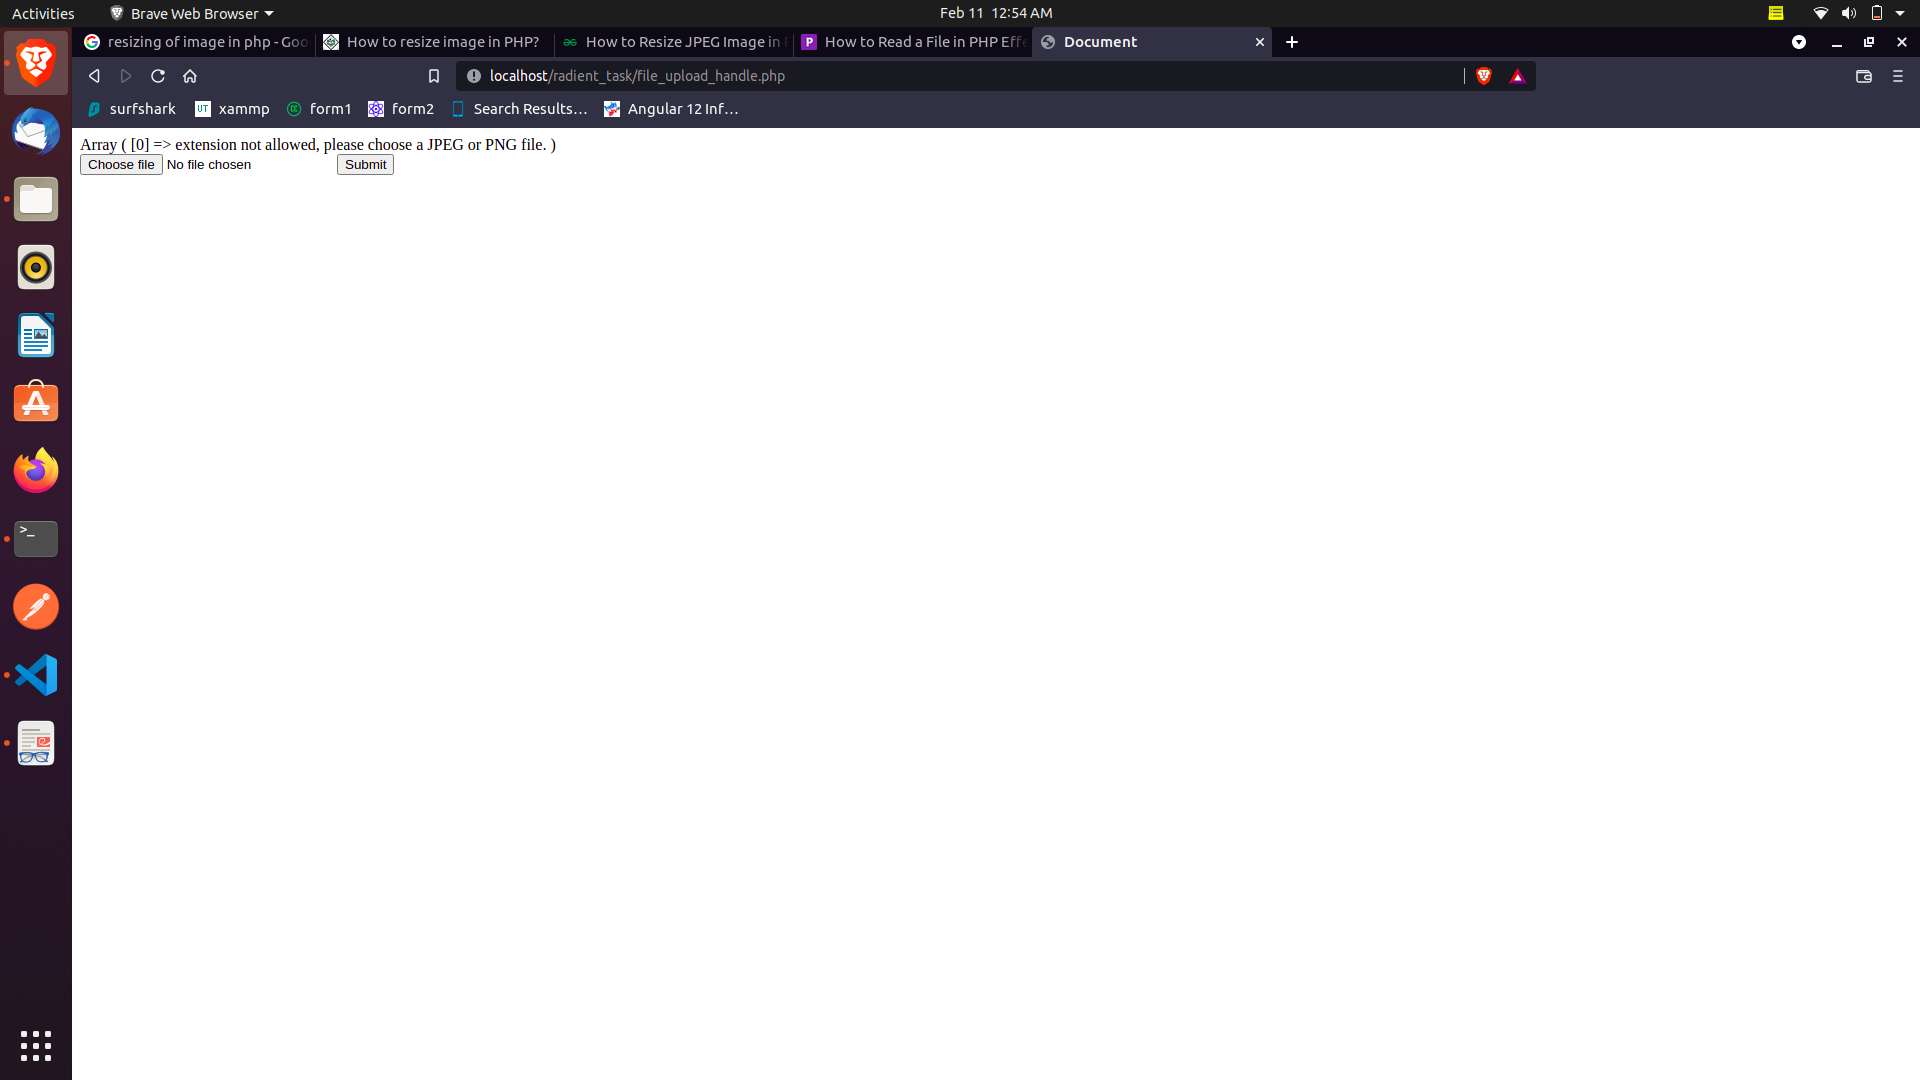 Activities
Brave Web Browser
Feb 11 12:54 AM
resizing of image in php - Goo
How to resize image in PHP?
How to Resize JPEG Image in
P
How to Read a File in PHP Effe
Document
localhost/radient_task/file_upload_handle.php
surfshark
UT
xammp
form1
form2
Search Results…
Angular 12 Inf…
Array ( [0] => extension not allowed, please choose a JPEG or PNG file. )
Choose file No file chosen
Submit
>_